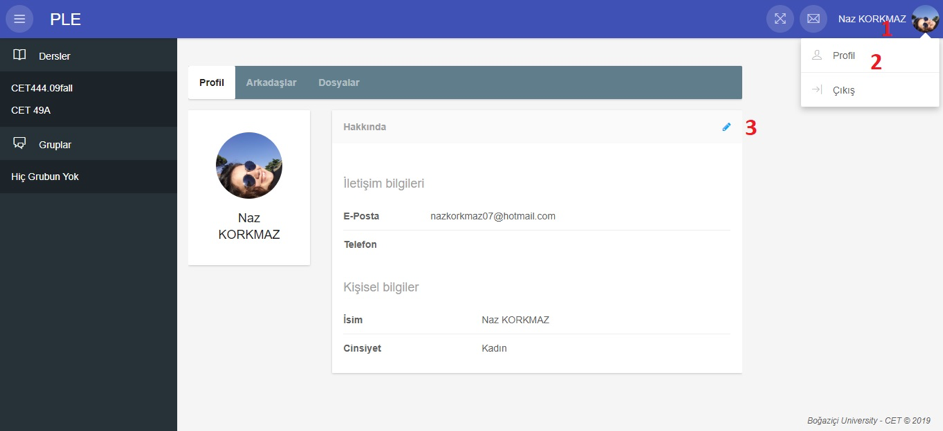 PLE
Naz KORKMAZ
1
Profil
2
Çıkış
Dersler
CET444.09fall
CET 49A
Gruplar
Hiç Grubun Yok
Profil Arkadaşlar Dosyalar
Naz
KORKMAZ
Hakkında
3
İletişim bilgileri
E-Posta nazkorkmaz07@hotmail.com
Telefon
Kişisel bilgiler
İsim Naz KORKMAZ
Cinsiyet Kadın
Boğaziçi University - CET © 2019